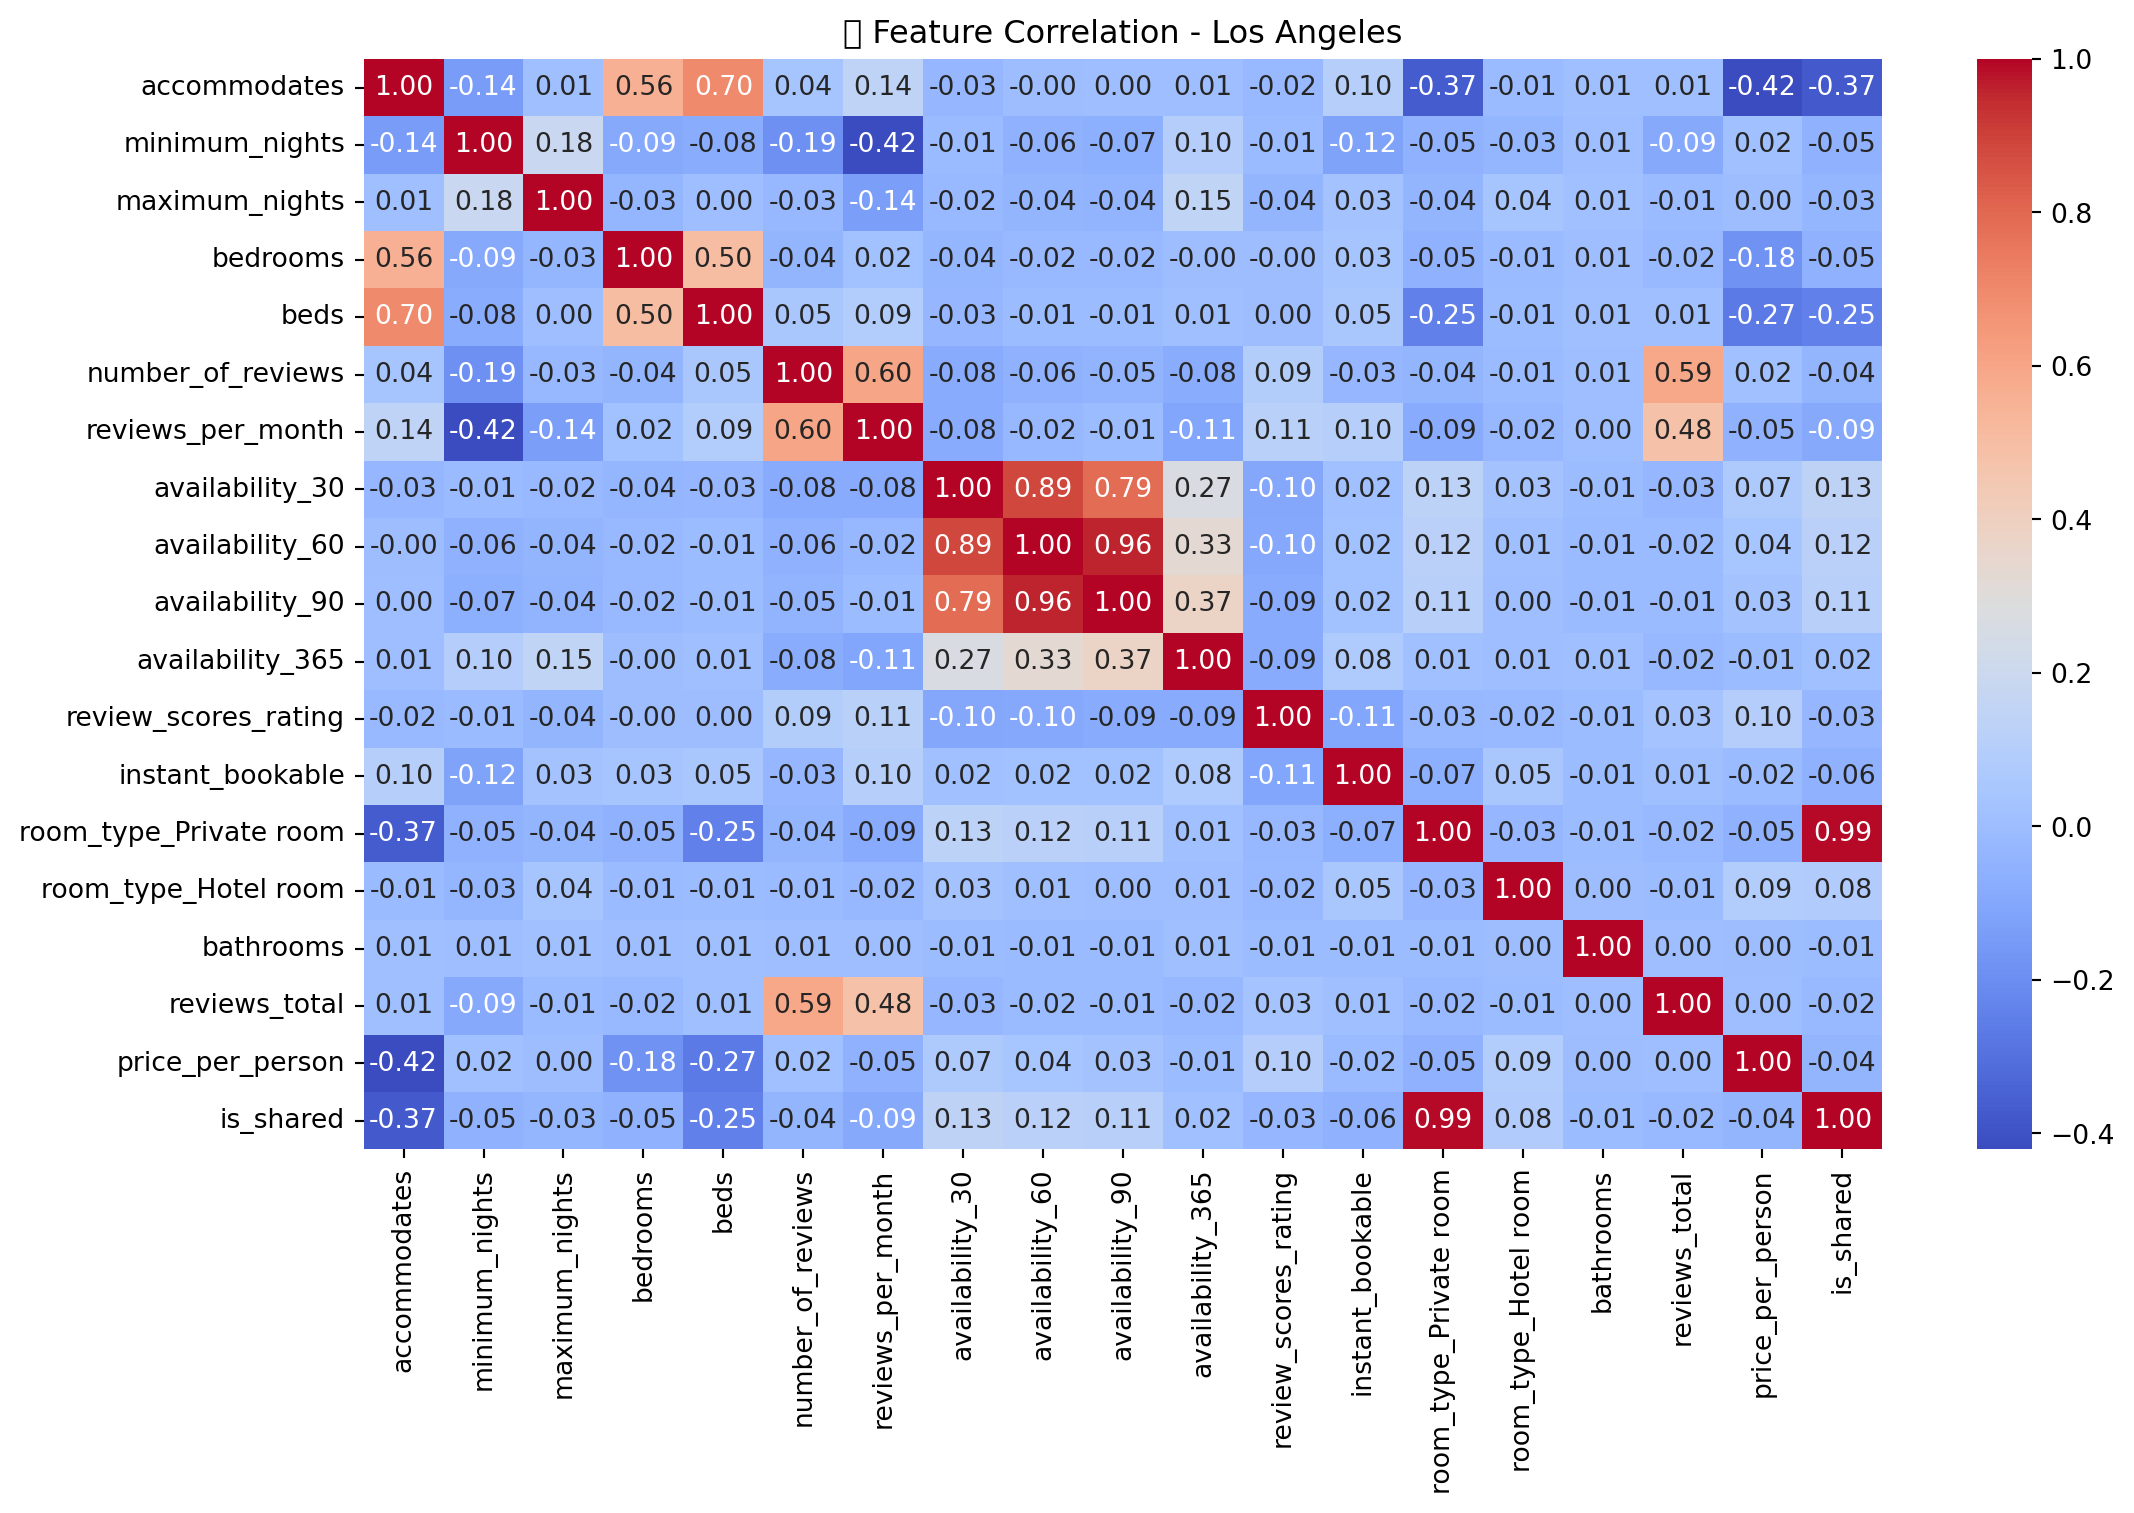 ▯ Feature Correlation - Los Angeles
accommodates 1.00 -0.14 0.01 0.56 0.70 0.04 0.14 -0.03 -0.00 0.00 0.01 -0.02 0.10 -0.37 -0.01 0.01 0.01 -0.42 -0.37
minimum_nights -0.14 1.00 0.18 -0.09 -0.08 -0.19 -0.42 -0.01 -0.06 -0.07 0.10 -0.01 -0.12 -0.05 -0.03 0.01 -0.09 0.02 -0.05
maximum_nights 0.01 0.18 1.00 -0.03 0.00 -0.03 -0.14 -0.02 -0.04 -0.04 0.15 -0.04 0.03 -0.04 0.04 0.01 -0.01 0.00 -0.03
bedrooms 0.56 -0.09 -0.03 1.00 0.50 -0.04 0.02 -0.04 -0.02 -0.02 -0.00 -0.00 0.03 -0.05 -0.01 0.01 -0.02 -0.18 -0.05
beds 0.70 -0.08 0.00 0.50 1.00 0.05 0.09 -0.03 -0.01 -0.01 0.01 0.00 0.05 -0.25 -0.01 0.01 0.01 -0.27 -0.25
number_of_reviews 0.04 -0.19 -0.03 -0.04 0.05 1.00 0.60 -0.08 -0.06 -0.05 -0.08 0.09 -0.03 -0.04 -0.01 0.01 0.59 0.02 -0.04
reviews_per_month 0.14 -0.42 -0.14 0.02 0.09 0.60 1.00 -0.08 -0.02 -0.01 -0.11 0.11 0.10 -0.09 -0.02 0.00 0.48 -0.05 -0.09
availability_30 -0.03 -0.01 -0.02 -0.04 -0.03 -0.08 -0.08 1.00 0.89 0.79 0.27 -0.10 0.02 0.13 0.03 -0.01 -0.03 0.07 0.13
availability_60 -0.00 -0.06 -0.04 -0.02 -0.01 -0.06 -0.02 0.89 1.00 0.96 0.33 -0.10 0.02 0.12 0.01 -0.01 -0.02 0.04 0.12
availability_90 0.00 -0.07 -0.04 -0.02 -0.01 -0.05 -0.01 0.79 0.96 1.00 0.37 -0.09 0.02 0.11 0.00 -0.01 -0.01 0.03 0.11
availability_365 0.01 0.10 0.15 -0.00 0.01 -0.08 -0.11 0.27 0.33 0.37 1.00 -0.09 0.08 0.01 0.01 0.01 -0.02 -0.01 0.02
review_scores_rating -0.02 -0.01 -0.04 -0.00 0.00 0.09 0.11 -0.10 -0.10 -0.09 -0.09 1.00 -0.11 -0.03 -0.02 -0.01 0.03 0.10 -0.03
instant_bookable 0.10 -0.12 0.03 0.03 0.05 -0.03 0.10 0.02 0.02 0.02 0.08 -0.11 1.00 -0.07 0.05 -0.01 0.01 -0.02 -0.06
room_type_Private room -0.37 -0.05 -0.04 -0.05 -0.25 -0.04 -0.09 0.13 0.12 0.11 0.01 -0.03 -0.07 1.00 -0.03 -0.01 -0.02 -0.05 0.99
room_type_Hotel room -0.01 -0.03 0.04 -0.01 -0.01 -0.01 -0.02 0.03 0.01 0.00 0.01 -0.02 0.05 -0.03 1.00 0.00 -0.01 0.09 0.08
bathrooms 0.01 0.01 0.01 0.01 0.01 0.01 0.00 -0.01 -0.01 -0.01 0.01 -0.01 -0.01 -0.01 0.00 1.00 0.00 0.00 -0.01
reviews_total 0.01 -0.09 -0.01 -0.02 0.01 0.59 0.48 -0.03 -0.02 -0.01 -0.02 0.03 0.01 -0.02 -0.01 0.00 1.00 0.00 -0.02
price_per_person -0.42 0.02 0.00 -0.18 -0.27 0.02 -0.05 0.07 0.04 0.03 -0.01 0.10 -0.02 -0.05 0.09 0.00 0.00 1.00 -0.04
is_shared -0.37 -0.05 -0.03 -0.05 -0.25 -0.04 -0.09 0.13 0.12 0.11 0.02 -0.03 -0.06 0.99 0.08 -0.01 -0.02 -0.04 1.00
accommodates
minimum_nights
maximum_nights
bedrooms
beds
number_of_reviews
reviews_per_month
availability_30
availability_60
availability_90
availability_365
review_scores_rating
instant_bookable
room_type_Private room
room_type_Hotel room
bathrooms
reviews_total
price_per_person
is_shared
1.0
0.8
0.6
0.4
0.2
0.0
−0.2
−0.4